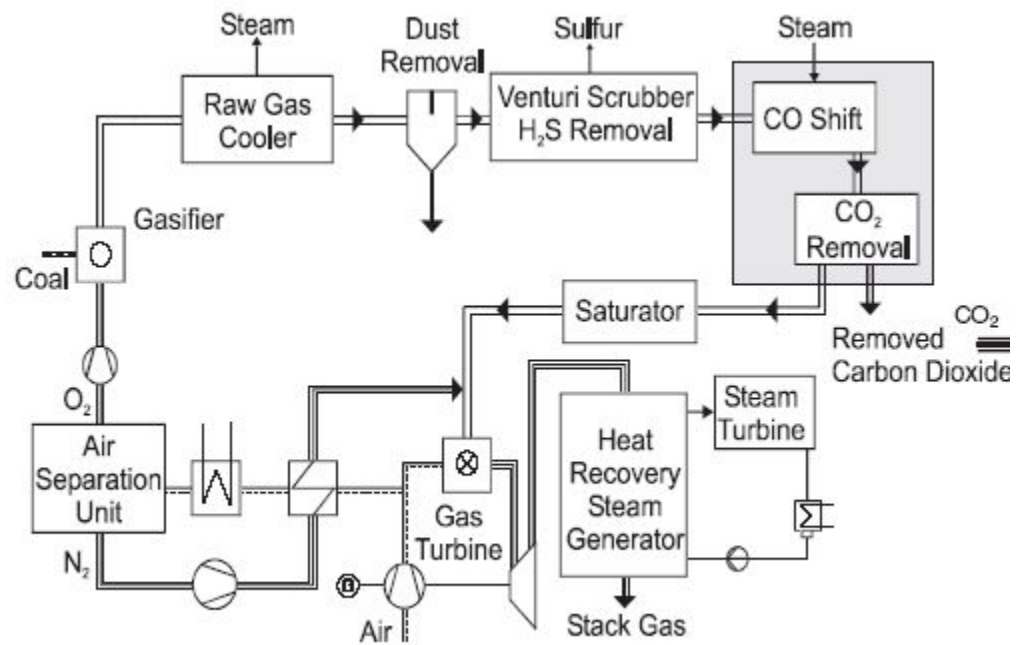 Steam
Raw Gas
Cooler
Dust
Removal
Sulfur
Venturi Scrubber
H₂S Removal
Steam
CO Shift
CO₂
Removal
Gasifier
Coal
Saturator
CO₂
Removed
Carbon Dioxide
O₂
Air
Separation
Unit
N₂
Gas
Turbine
Heat
Recovery
Steam
Generator
Steam
Turbine
G
Air
Stack Gas